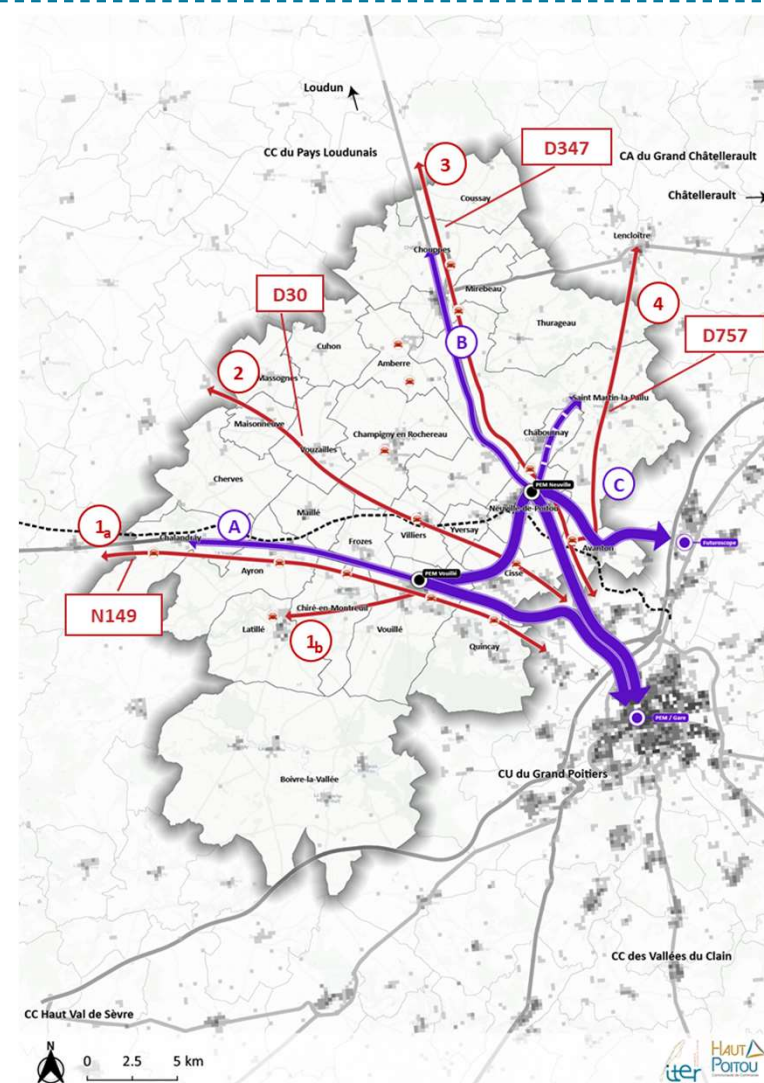 Loudun
CC du Pays Loudunais
3
D347
CA du Grand Châtellerault
Châtellerault
Coussay
Lencloître
Chouppes
D30
Mirebeau
4
Thurageau
D757
B
Cuhon
Amberre
2
Massognes
Saint Martin-la-Pallu
Maisonneuve
Champigny en Rochereau
Chabournay
Vouzailles
Cherves
C
PEM Neuville
Neuville-de-Poitou
1a
A
Maillé
Chalandray
Frozes
Villiers
Yversay
Avanton
Futuroscope
Ayron
PEM Vouillé
Cissé
N149
Chiré-en-Montreuil
Latillé
1b
Vouillé
Quincay
PEM / Gare
Boivre-la-Vallée
CU du Grand Poitiers
CC des Vallées du Clain
CC Haut Val de Sèvre
N
0 2.5 5 km
iter
HAUT
POITOU